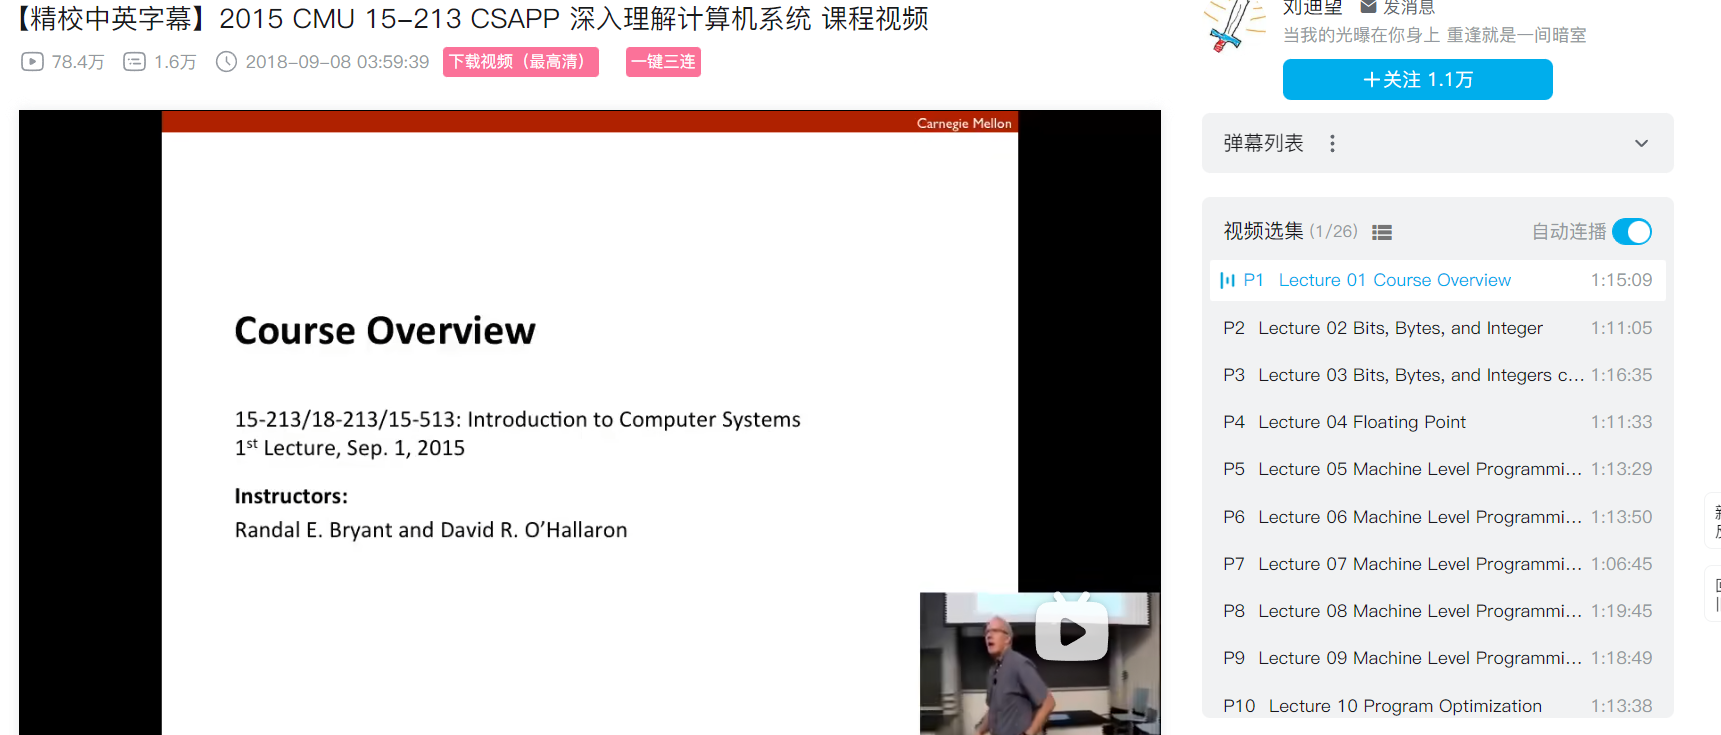 【精校中英字幕】2015 CMU 15-213 CSAPP 深入理解计算机系统 课程视频
78.4万 1.6万 2018-09-08 03:59:39 下载视频（最高清） 一键三连
Carnegie Mellon
Course Overview
15-213/18-213/15-513: Introduction to Computer Systems
1st Lecture, Sep. 1, 2015
Instructors:
Randal E. Bryant and David R. O’Hallaron
刘迪望 发消息
当我的光曝在你身上 重逢就是一间暗室
+关注 1.1万
弹幕列表
视频选集 (1/26) 自动连播
P1 Lecture 01 Course Overview 1:15:09
P2 Lecture 02 Bits, Bytes, and Integer 1:11:05
P3 Lecture 03 Bits, Bytes, and Integers c... 1:16:35
P4 Lecture 04 Floating Point 1:11:33
P5 Lecture 05 Machine Level Programmi... 1:13:29
P6 Lecture 06 Machine Level Programmi... 1:13:50
P7 Lecture 07 Machine Level Programmi... 1:06:45
P8 Lecture 08 Machine Level Programmi... 1:19:45
P9 Lecture 09 Machine Level Programmi... 1:18:49
P10 Lecture 10 Program Optimization 1:13:38